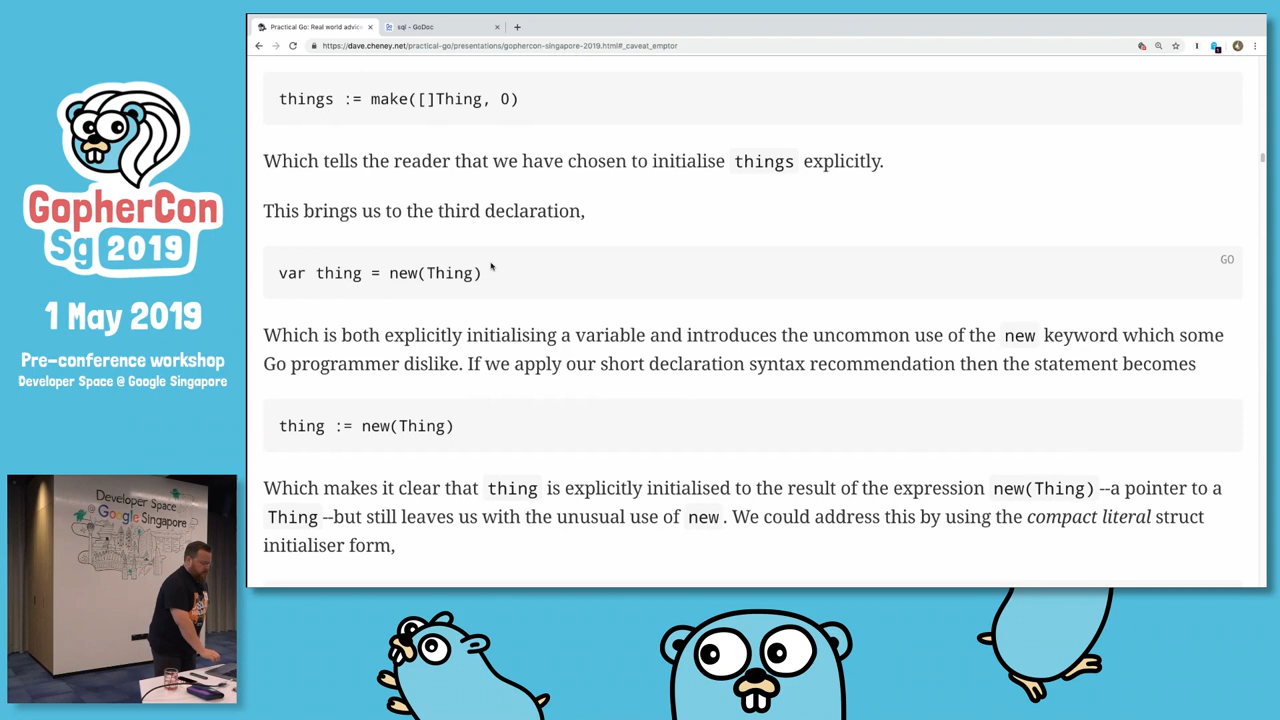 GopherCon
Sg 2019
1 May 2019
Pre-conference workshop
Developer Space @ Google Singapore
Developer Space
@ Google Singapore
Practical Go: Real world advic
sql - GoDoc
https://dave.cheney.net/practical-go/presentations/gophercon-singapore-2019.html#_caveat_emptor
things := make([]Thing, 0)
Which tells the reader that we have chosen to initialise things explicitly.
This brings us to the third declaration,
GO
var thing = new(Thing)
Which is both explicitly initialising a variable and introduces the uncommon use of the new keyword which some
Go programmer dislike. If we apply our short declaration syntax recommendation then the statement becomes
thing := new(Thing)
Which makes it clear that thing is explicitly initialised to the result of the expression new(Thing)--a pointer to a
Thing--but still leaves us with the unusual use of new. We could address this by using the compact literal struct
initialiser form,